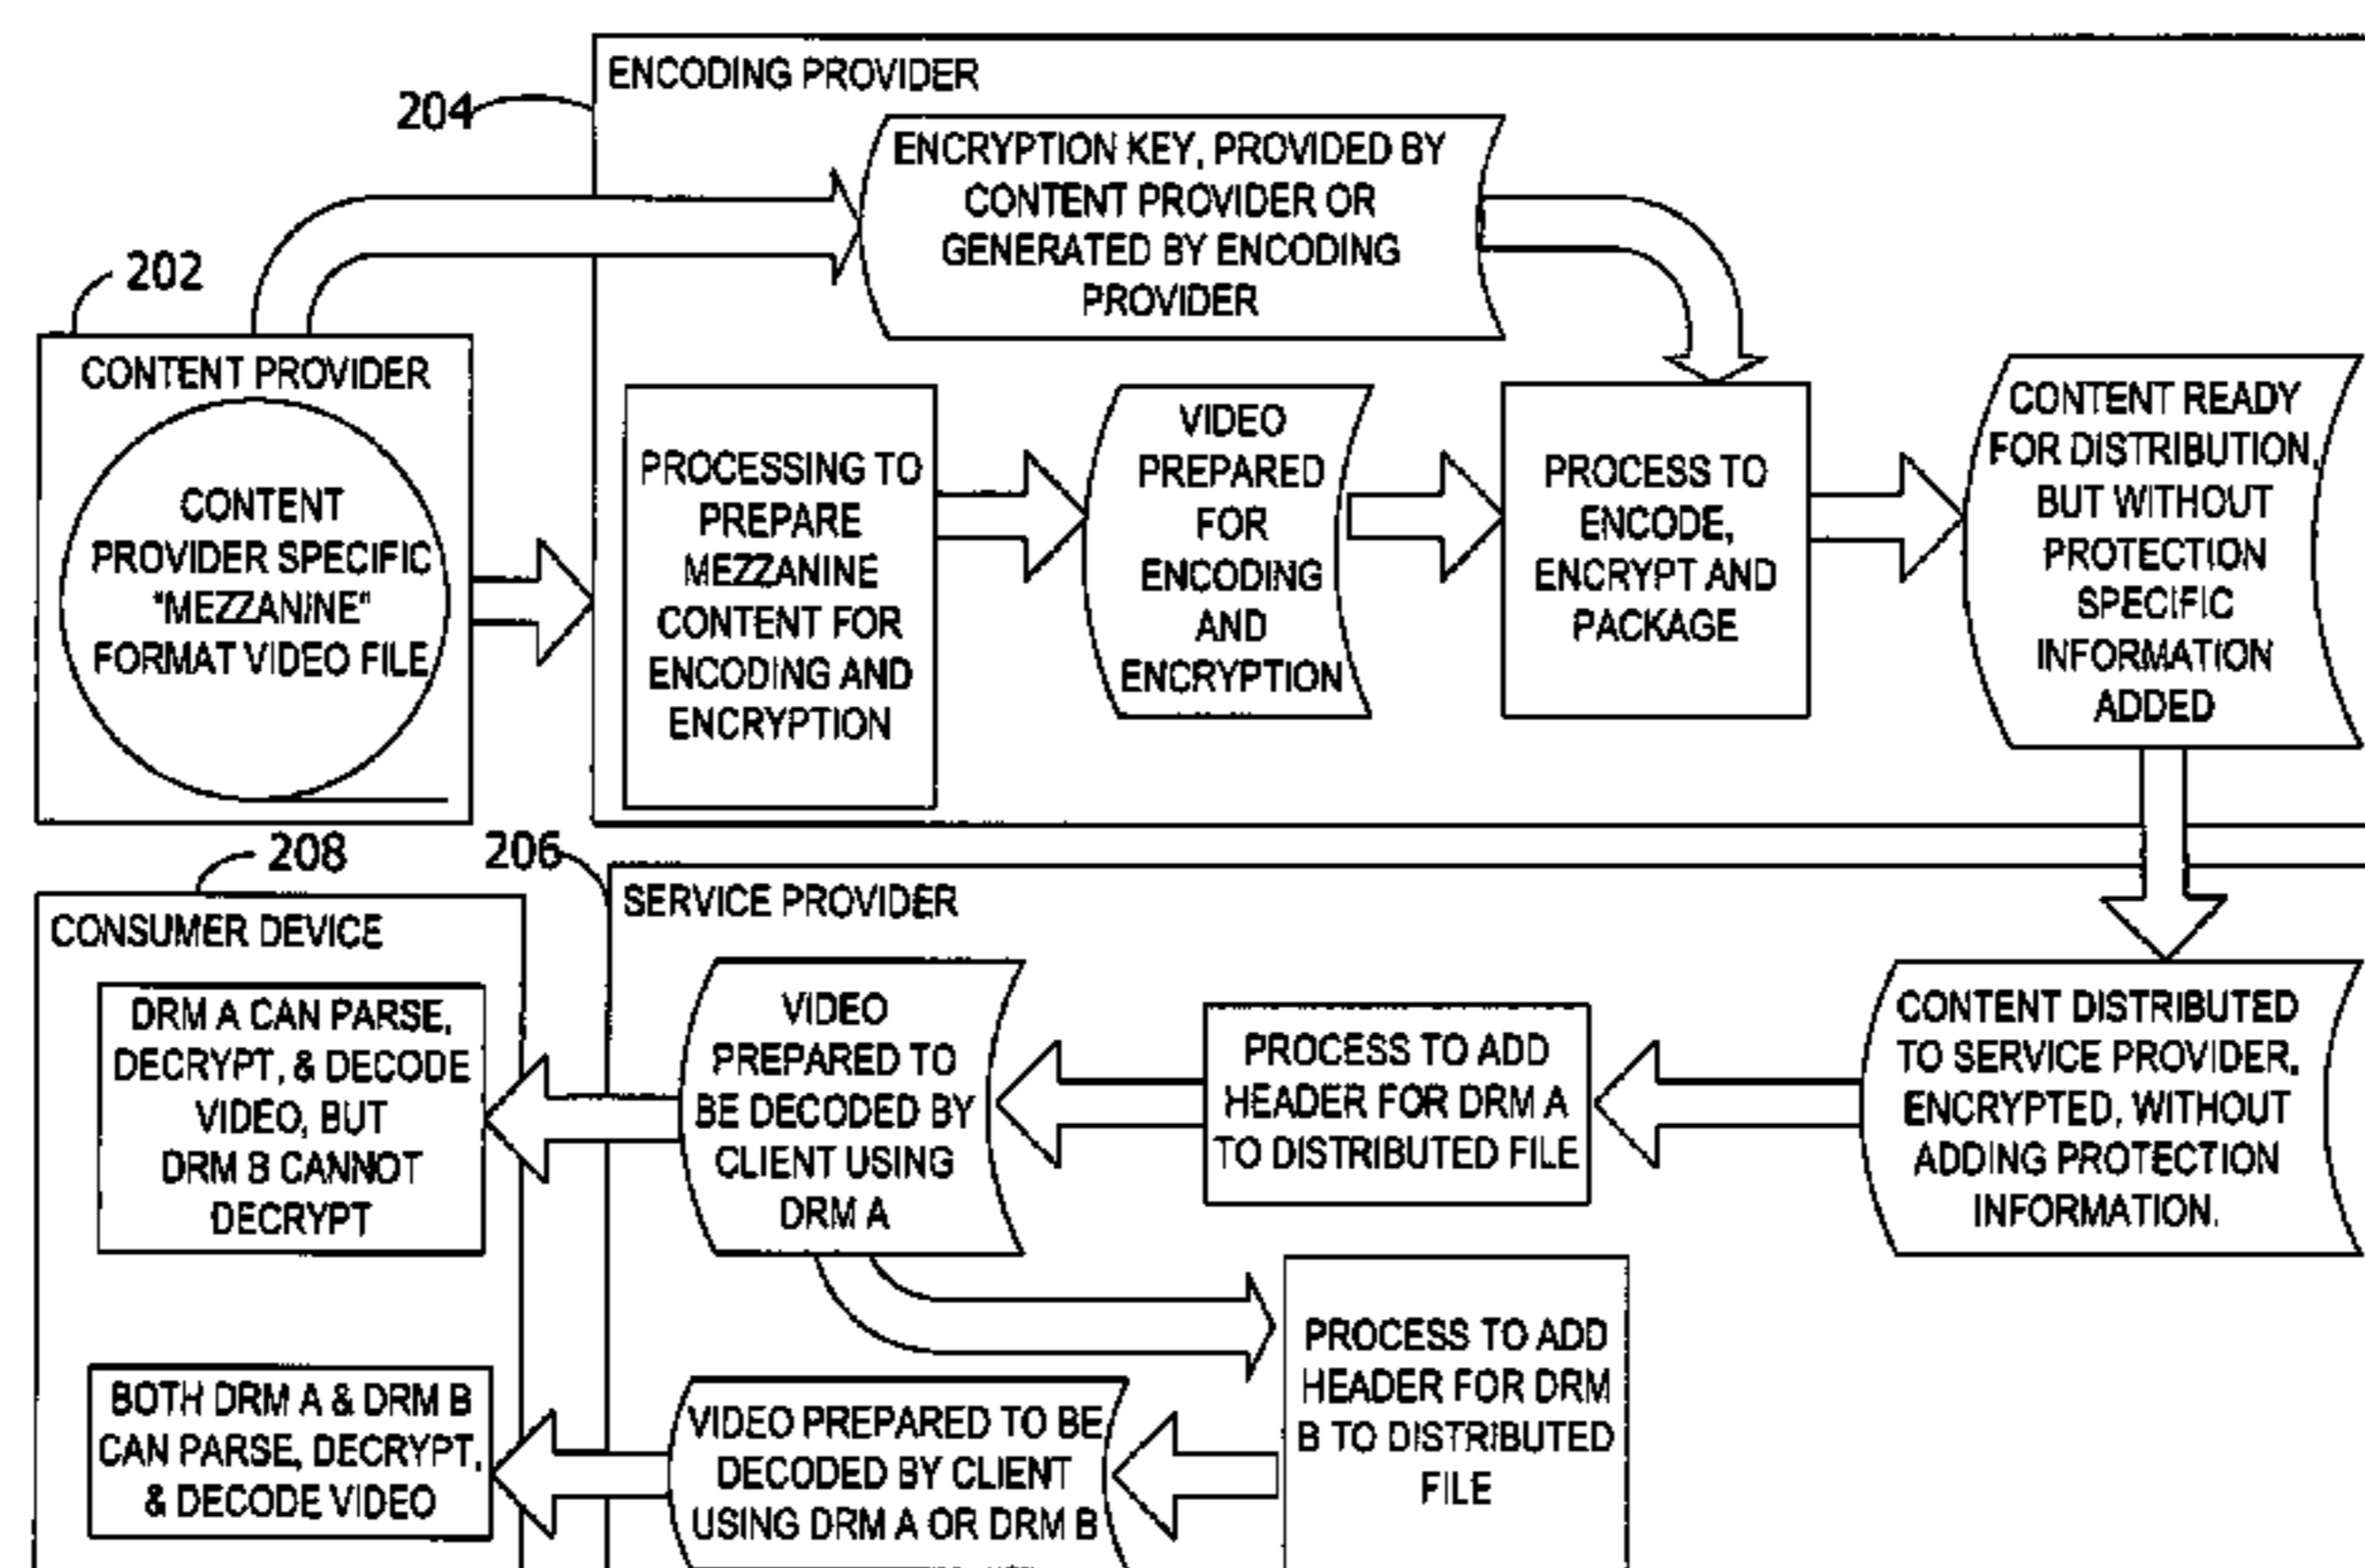 ENCODING PROVIDER
204
ENCRYPTION KEY, PROVIDED BY
CONTENT PROVIDER OR
GENERATED BY ENCODING
PROVIDER
202
CONTENT PROVIDER
CONTENT
PROVIDER SPECIFIC
"MEZZANINE"
FORMAT VIDEO FILE
PROCESSING TO
PREPARE
MEZZANINE
CONTENT FOR
ENCODING AND
ENCRYPTION
VIDEO
PREPARED
FOR
ENCODING
AND
ENCRYPTION
PROCESS TO
ENCODE,
ENCRYPT AND
PACKAGE
CONTENT READY
FOR DISTRIBUTION,
BUT WITHOUT
PROTECTION
SPECIFIC
INFORMATION
ADDED
208
206
CONSUMER DEVICE
SERVICE PROVIDER
DRM A CAN PARSE,
DECRYPT, & DECODE
VIDEO, BUT
DRM B CANNOT
DECRYPT
VIDEO
PREPARED TO
BE DECODED BY
CLIENT USING
DRM A
PROCESS TO ADD
HEADER FOR DRM A
TO DISTRIBUTED FILE
CONTENT DISTRIBUTED
TO SERVICE PROVIDER,
ENCRYPTED, WITHOUT
ADDING PROTECTION
INFORMATION.
BOTH DRM A & DRM B
CAN PARSE, DECRYPT,
& DECODE VIDEO
VIDEO PREPARED TO BE
DECODED BY CLIENT
USING DRM A OR DRM B
PROCESS TO ADD
HEADER FOR DRM
B TO DISTRIBUTED
FILE